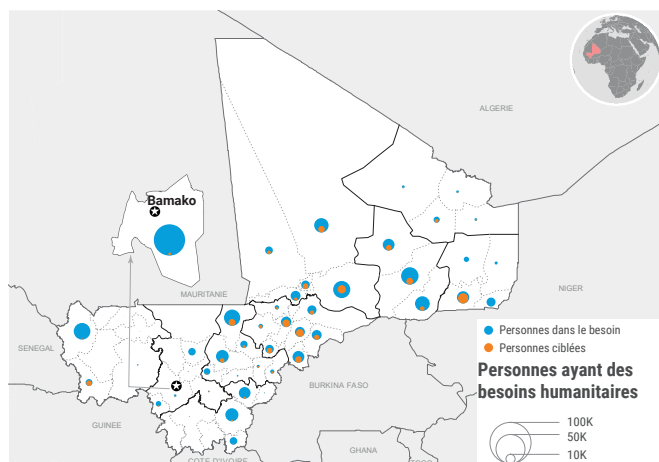 ALGERIE
Bamako
MAURITANIE
NIGER
SENEGAL
Personnes dans le besoin
Personnes ciblées
Personnes ayant des
besoins humanitaires
BURKINA FASO
GUINEE
100K
50K
10K
GHANA
COTE D'IVOIRE